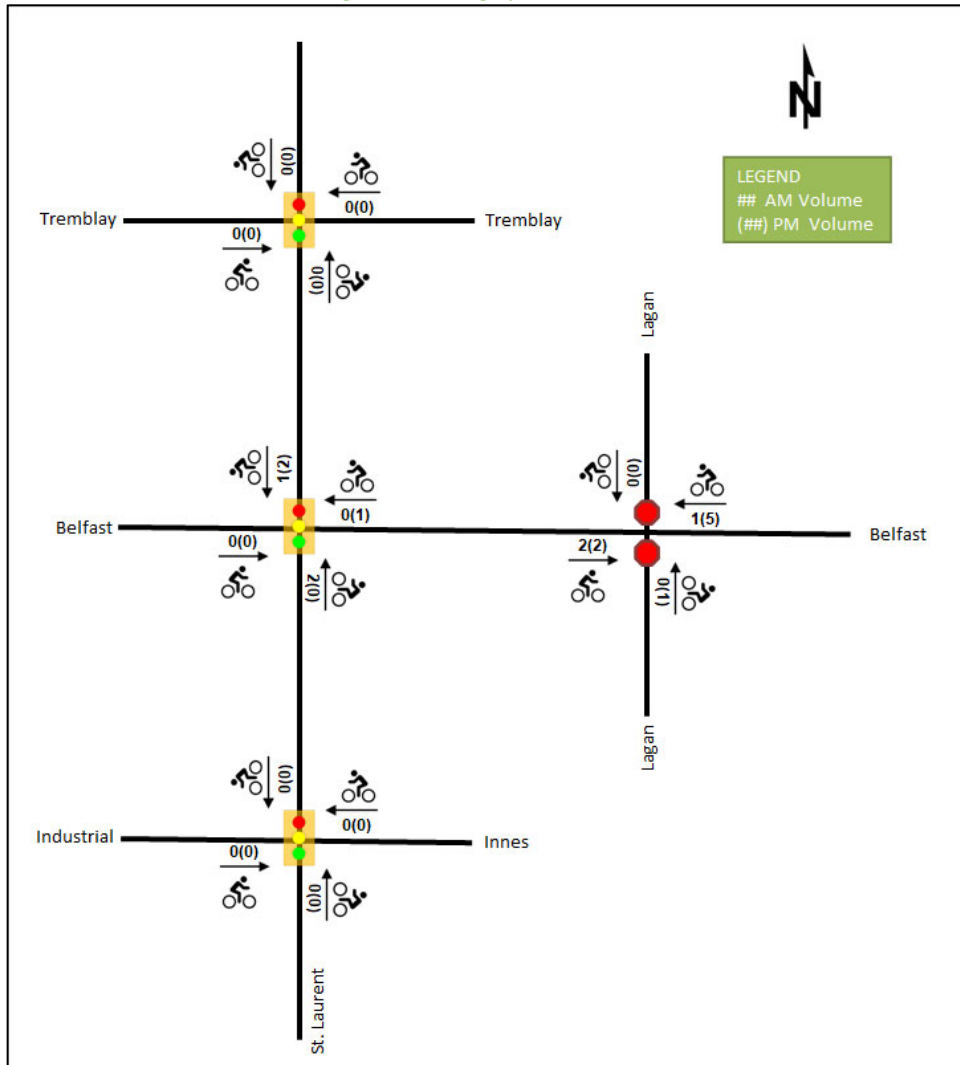 N
LEGEND
## AM Volume
(##) PM Volume
0(0)
0(0)
Tremblay
Tremblay
0(0)
0(0)
Lagan
1(2)
0(1)
0(0)
1(5)
Belfast
Belfast
0(0)
2(0)
2(2)
0(1)
Lagan
0(0)
0(0)
Industrial
Innes
0(0)
0(0)
St. Laurent